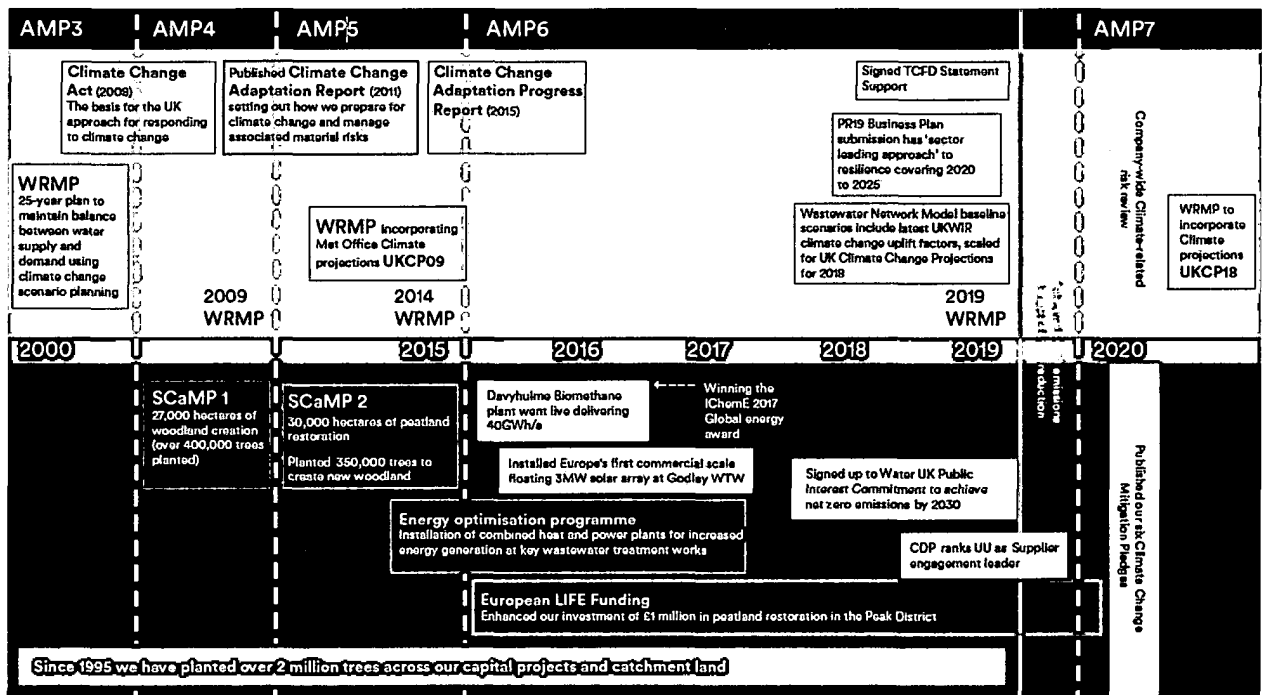 AMP3
AMP4
AMP5
AMP6
AMP7
Climate Change
Act (2008)
The basis for the UK
approach for responding
to climate change
Published Climate Change
Adaptation Report (2011)
setting out how we prepare for
climate change and manage
associated material risks
Climate Change
Adaptation Progress
Report (2015)
Signed TCFD Statement
Support
PR19 Business Plan
submission has 'sector
leading approach' to
resilience covering 2020
to 2025
WRMP
25-year plan to
maintain balance
between water
supply and
demand using
climate change
scenario planning
WRMP incorporating
Met Office Climate
projections UKCP09
Wastewater Network Model baseline
scenarios include latest UKWIR
climate change uplift factors, scaled
for UK Climate Change Projections
for 2018
Company-wide Climate-related
risk review
WRMP to
incorporate
Climate
projections
UKCP18
2009
WRMP
2014
WRMP
2019
WRMP
2000
2015
2016
2017
2018
2019
2020
emissions
reduction
SCaMP 1
27,000 hectares of
woodland creation
(over 400,000 trees
planted)
SCaMP 2
30,000 hectares of peatland
restoration
Planted 350,000 trees to
create new woodland
Davyhulme Biomethane
plant went live delivering
40GWh/a
Winning the
IChemE 2017
Global energy
award
Installed Europe's first commercial scale
floating 3MW solar array at Godley WTW
Signed up to Water UK Public
Interest Commitment to achieve
net zero emissions by 2030
Energy optimisation programme
Installation of combined heat and power plants for increased
energy generation at key wastewater treatment works
CDP ranks UU as Supplier
engagement leader
European LIFE Funding
Enhanced our investment of £1 million in peatland restoration in the Peak District
Published our six Climate Change
Mitigation Pledges
Since 1995 we have planted over 2 million trees across our capital projects and catchment land